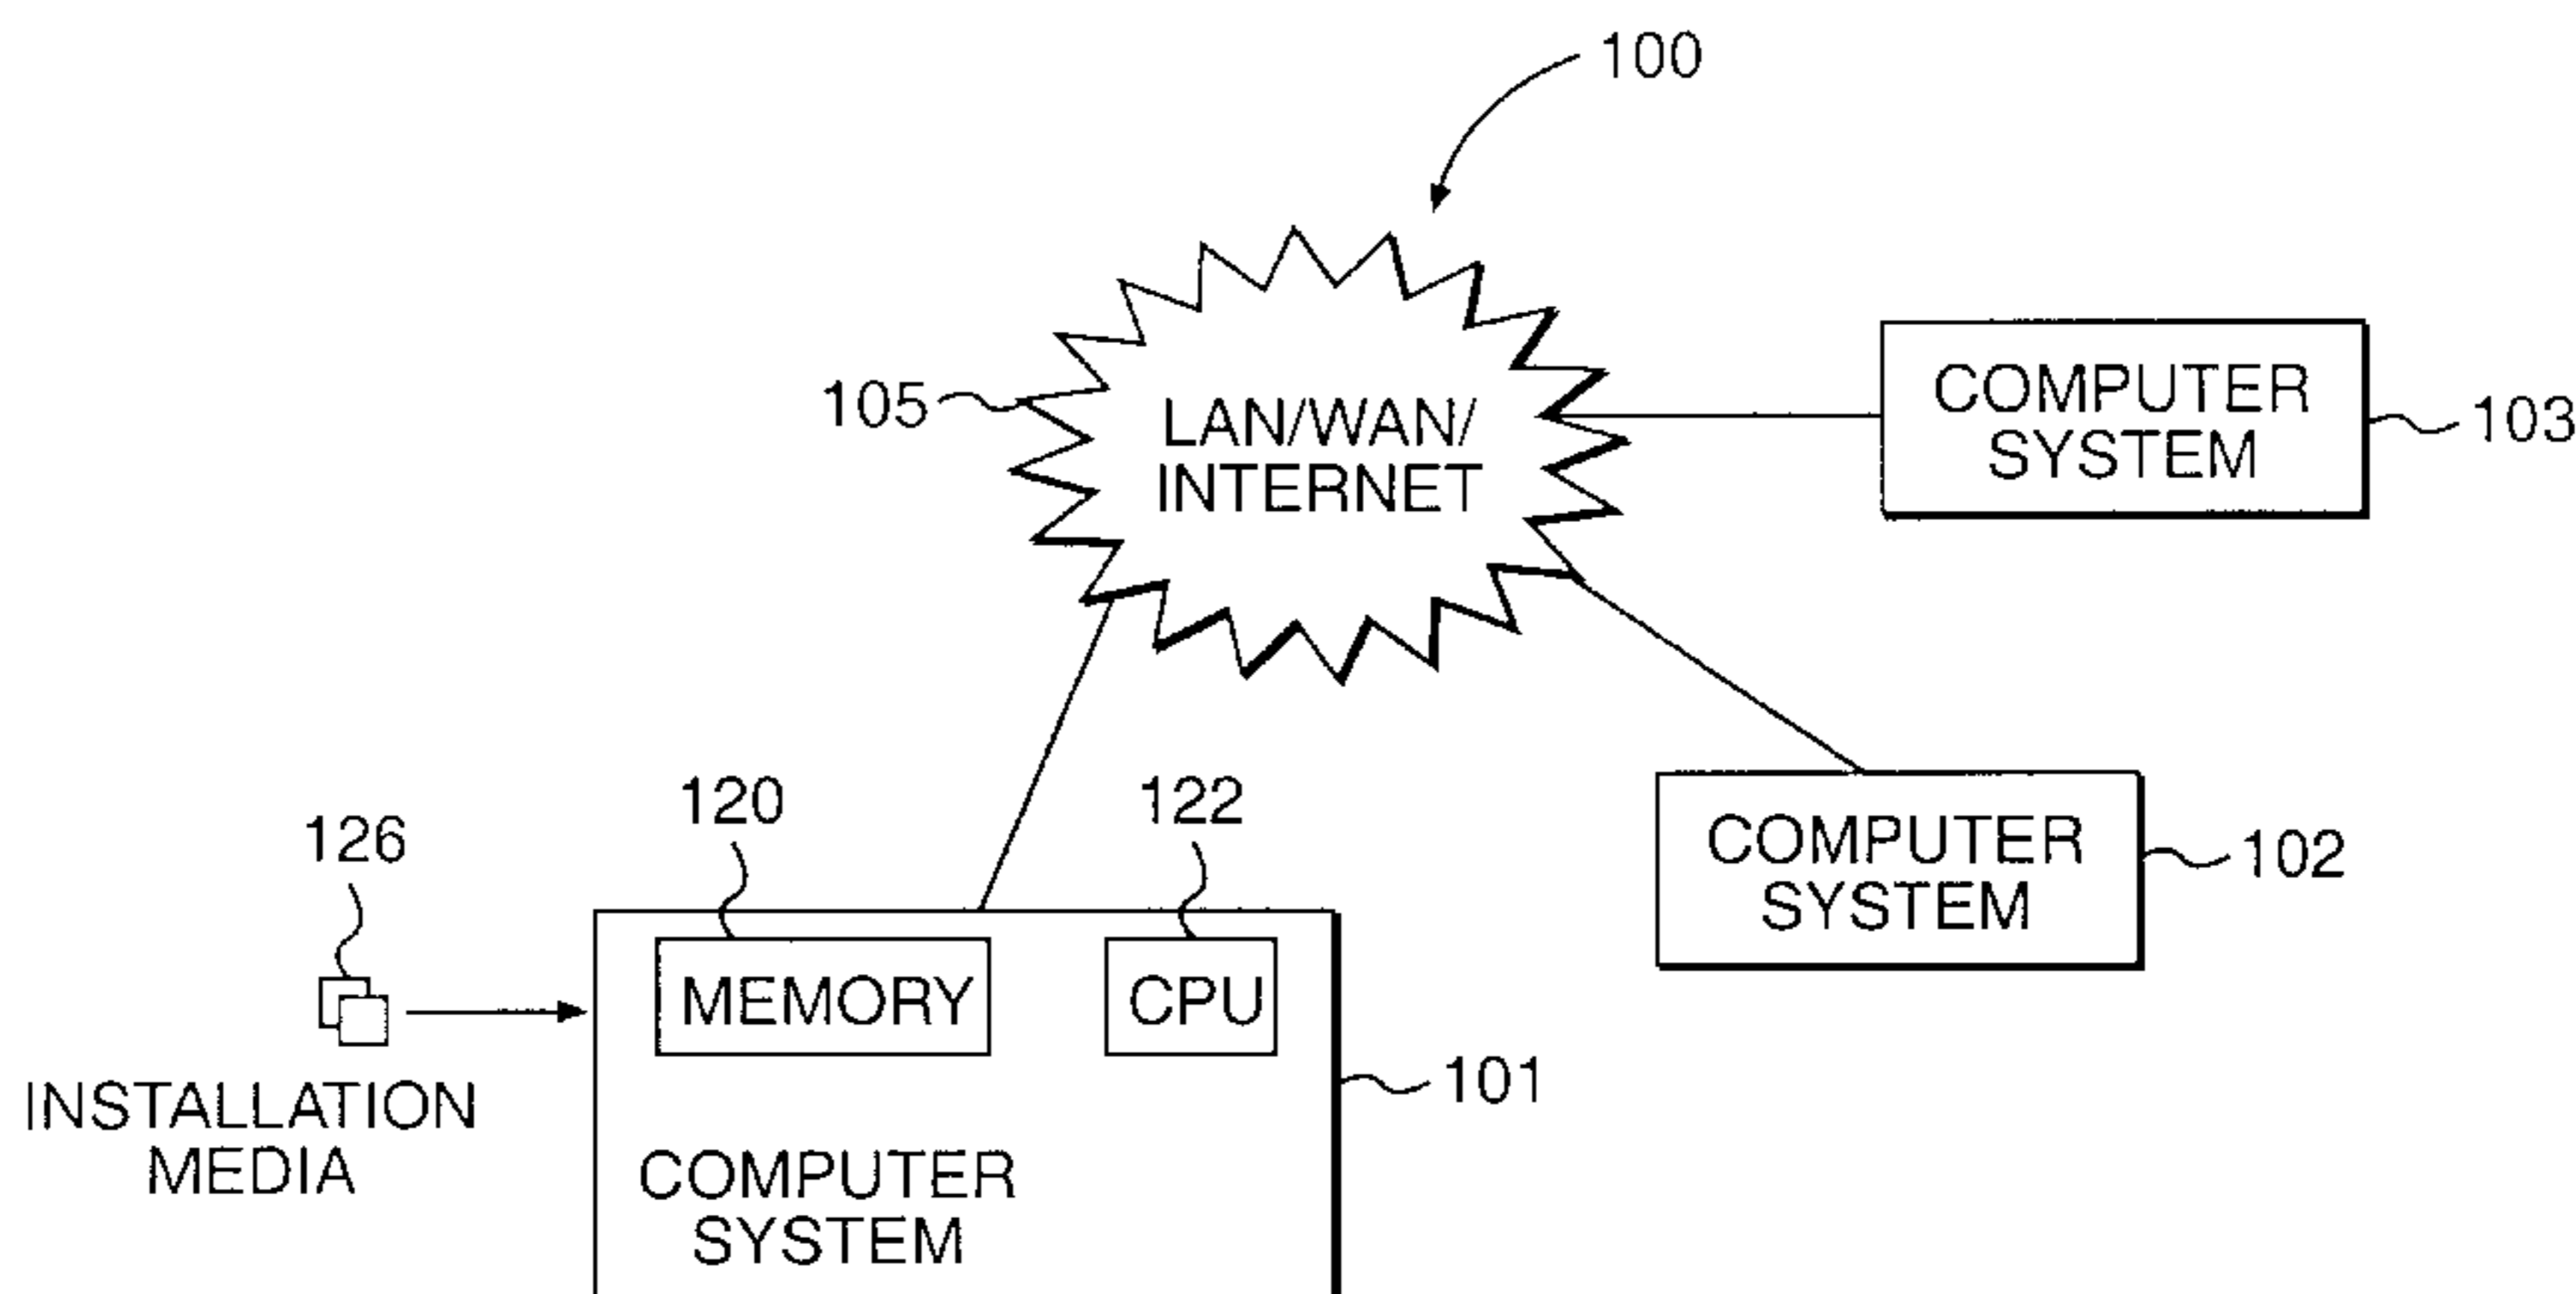 100
105
LAN/WAN/
INTERNET
COMPUTER
SYSTEM
103
126
120
122
COMPUTER
SYSTEM
102
MEMORY
CPU
INSTALLATION
MEDIA
101
COMPUTER
SYSTEM